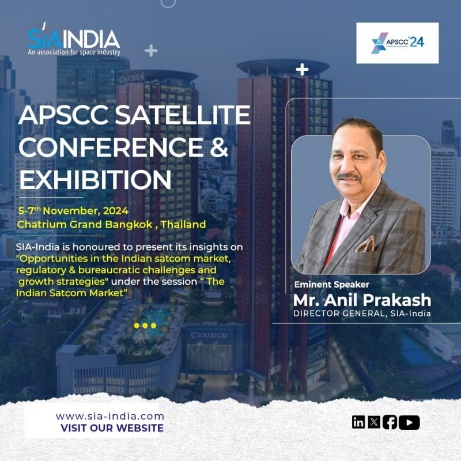 SiAINDIA
An association for space industry
APSCC '24
APSCC SATELLITE
CONFERENCE &
EXHIBITION
5-7th November, 2024
Chatrium Grand Bangkok , Thailand
SIA-India is honoured to present its insights on
"Opportunities in the Indian satcom market,
regulatory & bureaucratic challenges and
growth strategies" under the session " The
Indian Satcom Market"
Eminent Speaker
Mr. Anil Prakash
DIRECTOR GENERAL, SIA-India
CHATRIUM
www.sia-india.com
VISIT OUR WEBSITE